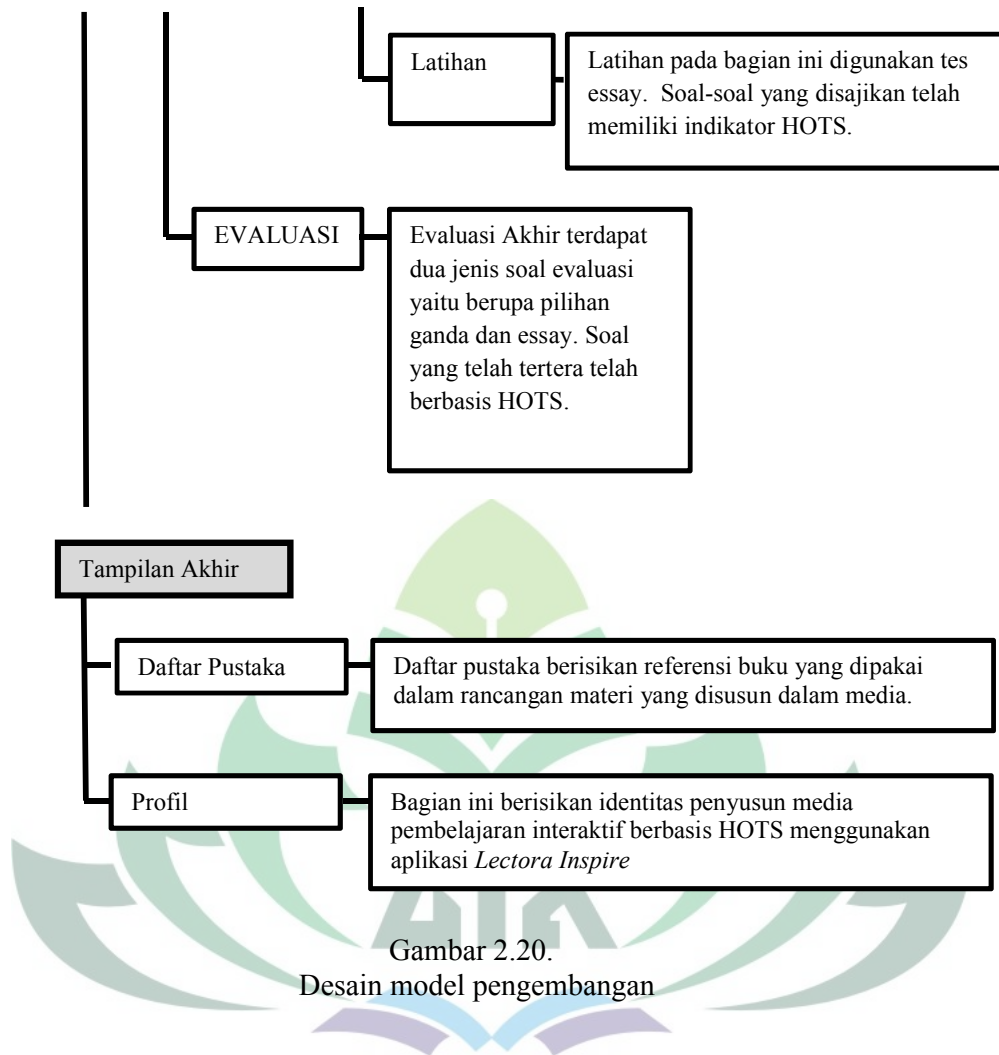 Latihan
Latihan pada bagian ini digunakan tes
essay. Soal-soal yang disajikan telah
memiliki indikator HOTS.
EVALUASI
Evaluasi Akhir terdapat
dua jenis soal evaluasi
yaitu berupa pilihan
ganda dan essay. Soal
yang telah tertera telah
berbasis HOTS.
Tampilan Akhir
Daftar Pustaka
Daftar pustaka berisikan referensi buku yang dipakai
dalam rancangan materi yang disusun dalam media.
Profil
Bagian ini berisikan identitas penyusun media
pembelajaran interaktif berbasis HOTS menggunakan
aplikasi Lectora Inspire
Gambar 2.20.
Desain model pengembangan